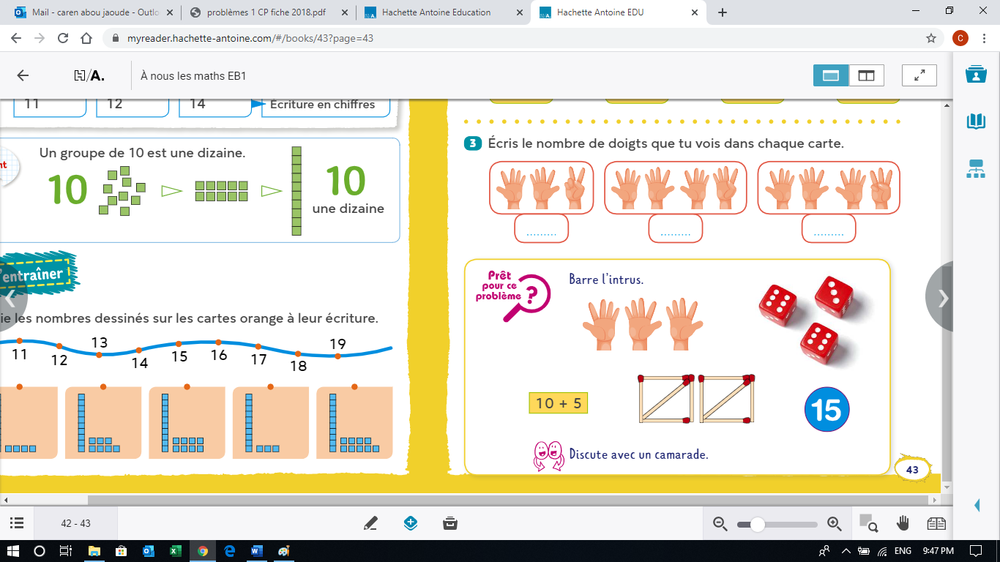 Mail - caren abou jaoude - Outlo
problèmes 1 CP fiche 2018.pdf
Hachette Antoine Education
Hachette Antoine EDU
myreader.hachette-antoine.com/#/books/43?page=43
C
H/A.
À nous les maths EB1
11
12
14
Écriture en chiffres
nt
Un groupe de 10 est une dizaine.
10
10
une dizaine
'entraîner
ie les nombres dessinés sur les cartes orange à leur écriture.
11 12 13 14 15 16 17 18 19
3 Écris le nombre de doigts que tu vois dans chaque carte.
.........
.........
.........
Prêt
pour ce
problème ?
Barre l'intrus.
10 + 5
15
Discute avec un camarade.
43
42 - 43
ENG
9:47 PM